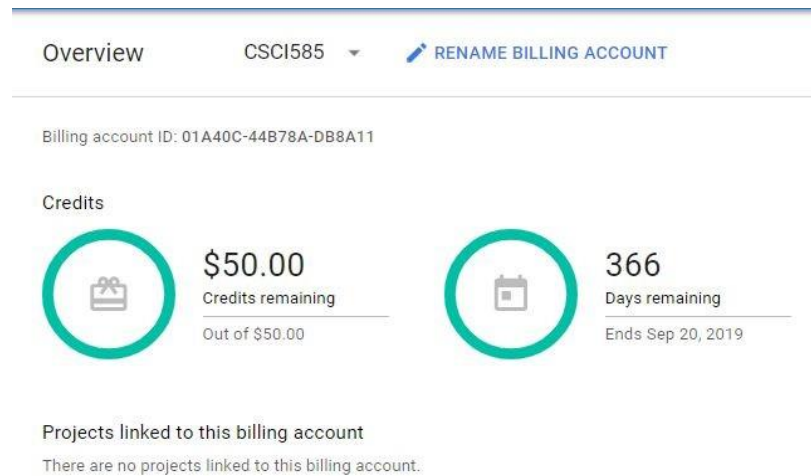 Overview CSCI585 RENAME BILLING ACCOUNT
Billing account ID: 01A40C-44B78A-DB8A11
Credits
$50.00
Credits remaining
Out of $50.00
366
Days remaining
Ends Sep 20, 2019
Projects linked to this billing account
There are no projects linked to this billing account.